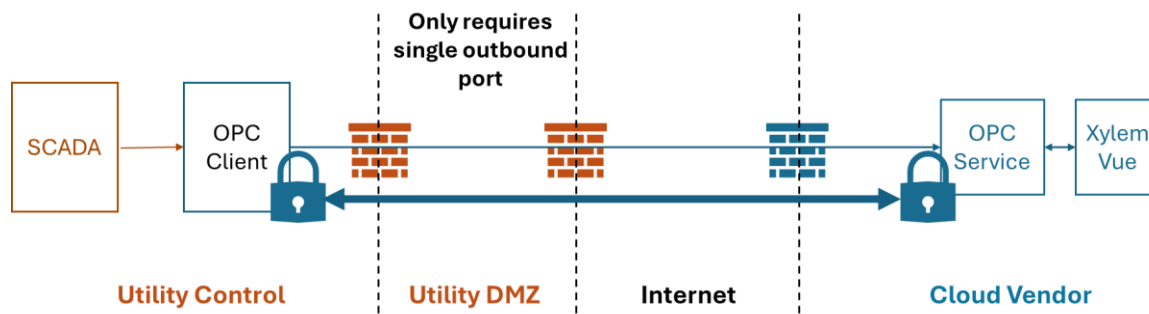 Only requires
single outbound
port
SCADA
OPC
Client
OPC
Service
Xylem
Vue
Utility Control
Utility DMZ
Internet
Cloud Vendor